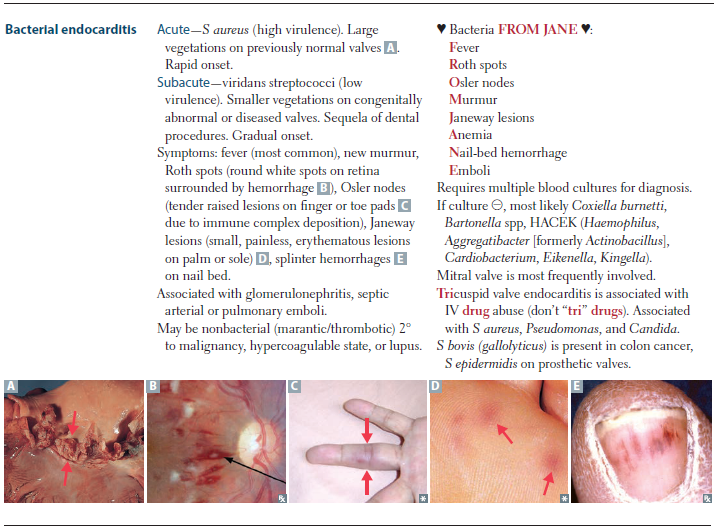 Bacterial endocarditis
Acute—S aureus (high virulence). Large
vegetations on previously normal valves A.
Rapid onset.
Subacute—viridans streptococci (low
virulence). Smaller vegetations on congenitally
abnormal or diseased valves. Sequela of dental
procedures. Gradual onset.
Symptoms: fever (most common), new murmur,
Roth spots (round white spots on retina
surrounded by hemorrhage B), Osler nodes
(tender raised lesions on finger or toe pads C
due to immune complex deposition), Janeway
lesions (small, painless, erythematous lesions
on palm or sole) D, splinter hemorrhages E
on nail bed.
Associated with glomerulonephritis, septic
arterial or pulmonary emboli.
May be nonbacterial (marantic/thrombotic) 2°
to malignancy, hypercoagulable state, or lupus.
♥ Bacteria FROM JANE ♥:
Fever
Roth spots
Osler nodes
Murmur
Janeway lesions
Anemia
Nail-bed hemorrhage
Emboli
Requires multiple blood cultures for diagnosis.
If culture ⊖, most likely Coxiella burnetti,
Bartonella spp, HACEK (Haemophilus,
Aggregatibacter [formerly Actinobacillus],
Cardiobacterium, Eikenella, Kingella).
Mitral valve is most frequently involved.
Tricuspid valve endocarditis is associated with
IV drug abuse (don't “tri” drugs). Associated
with S aureus, Pseudomonas, and Candida.
S bovis (gallolyticus) is present in colon cancer,
S epidermidis on prosthetic valves.
A
B
℞
C
*
D
*
E
℞